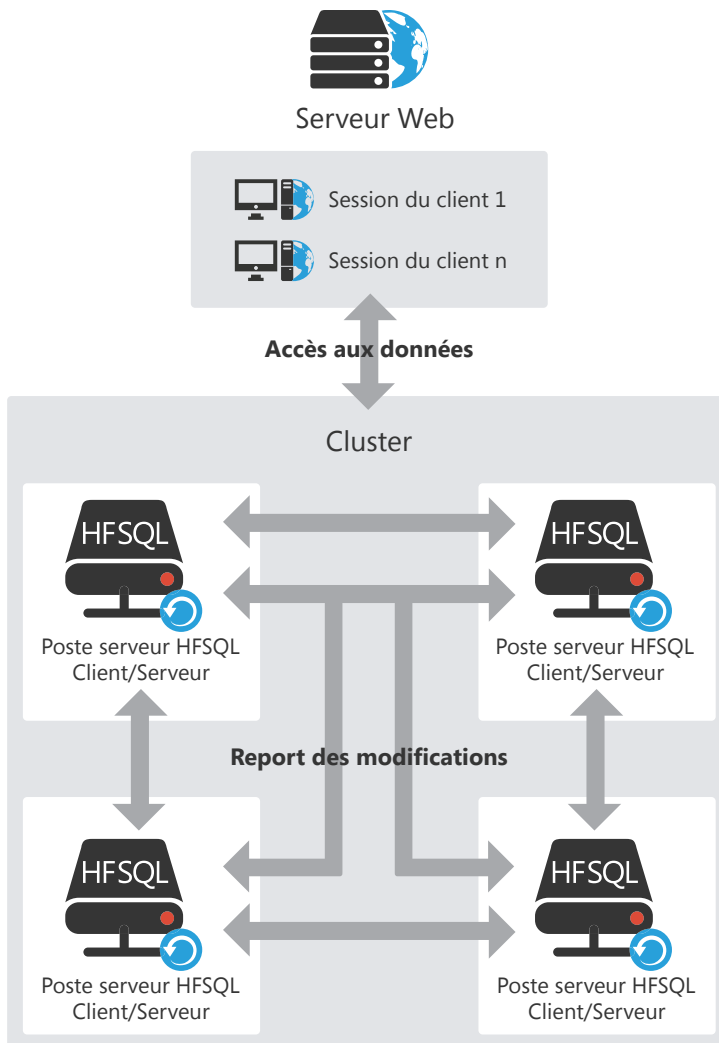 Serveur Web
Session du client 1
Session du client n
Accès aux données
Cluster
HFSQL
Poste serveur HFSQL
Client/Serveur
HFSQL
Poste serveur HFSQL
Client/Serveur
Report des modifications
HFSQL
Poste serveur HFSQL
Client/Serveur
HFSQL
Poste serveur HFSQL
Client/Serveur